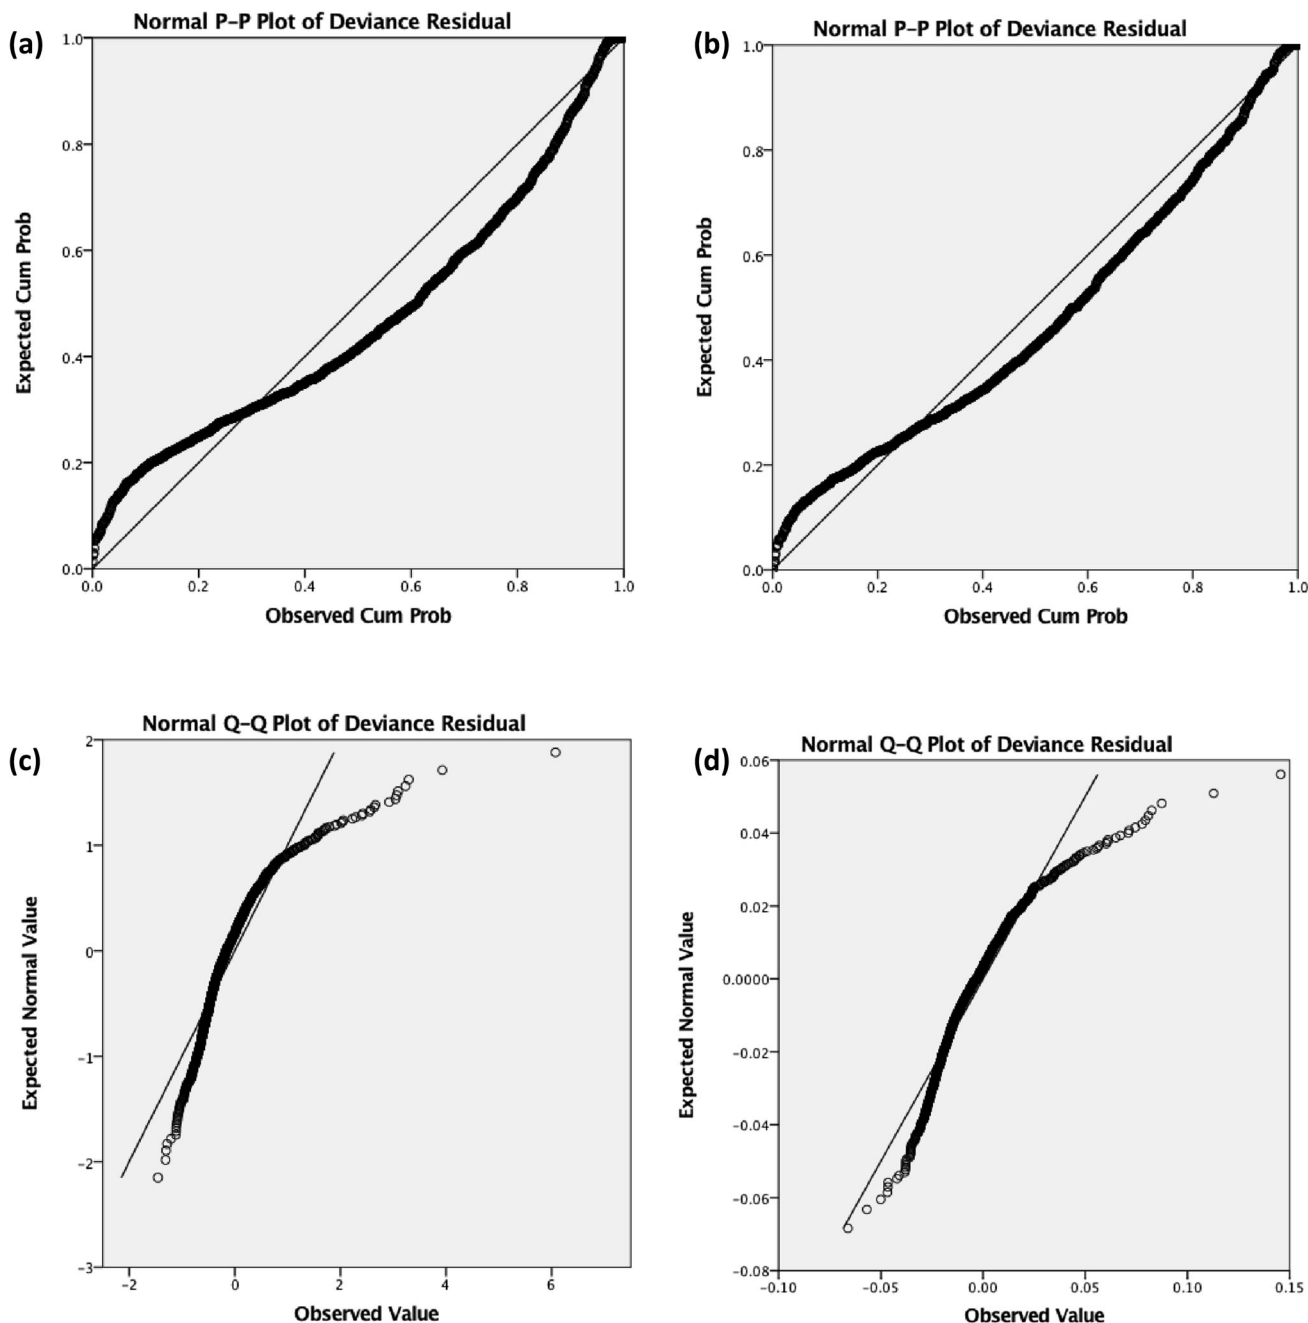 Normal P-P Plot of Deviance Residual
(a)
1.0
0.8
0.6
0.4
0.2
0.0
Expected Cum Prob
0.0 0.2 0.4 0.6 0.8 1.0
Observed Cum Prob
Normal P-P Plot of Deviance Residual
(b)
1.0
0.8
0.6
0.4
0.2
0.0
Expected Cum Prob
0.0 0.2 0.4 0.6 0.8 1.0
Observed Cum Prob
Normal Q-Q Plot of Deviance Residual
(c)
2
1
0
-1
-2
-3
Expected Normal Value
-2 0 2 4 6
Observed Value
Normal Q-Q Plot of Deviance Residual
(d)
0.06
0.04
0.02
0.0000
-0.02
-0.04
-0.06
-0.08
Expected Normal Value
-0.10 -0.05 0.00 0.05 0.10 0.15
Observed Value